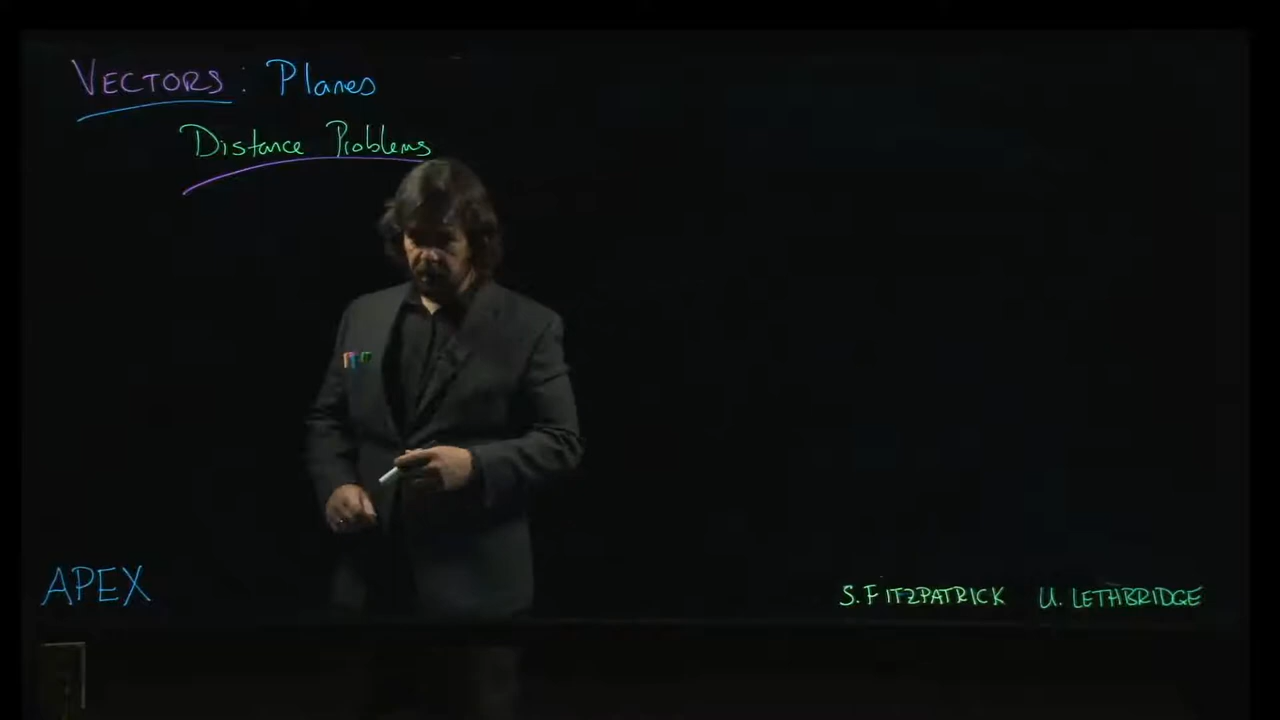 VECTORS: Planes
Distance Problems
APEX
S. FITZPATRICK U. LETHBRIDGE